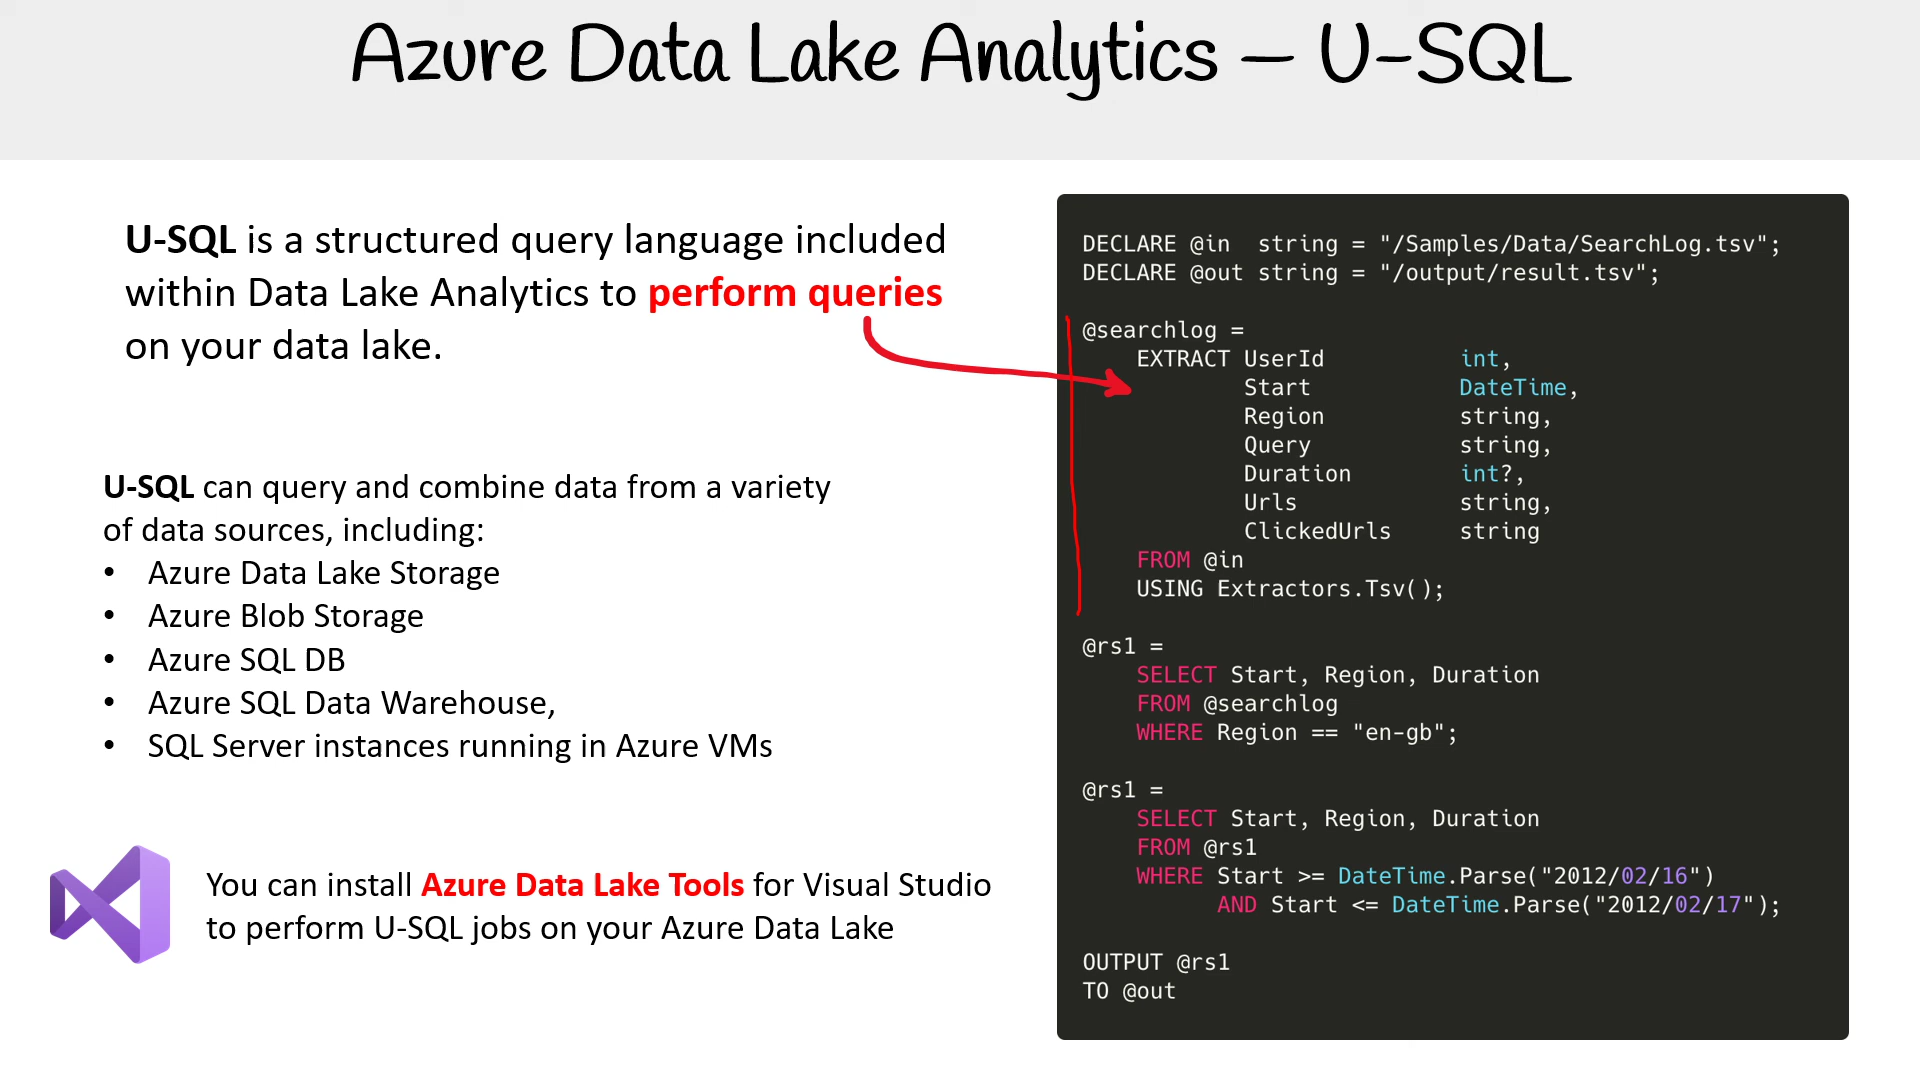 Azure Data Lake Analytics – U-SQL
U-SQL is a structured query language included
within Data Lake Analytics to perform queries
on your data lake.
U-SQL can query and combine data from a variety
of data sources, including:
• Azure Data Lake Storage
• Azure Blob Storage
• Azure SQL DB
• Azure SQL Data Warehouse,
• SQL Server instances running in Azure VMs
You can install Azure Data Lake Tools for Visual Studio
to perform U-SQL jobs on your Azure Data Lake
DECLARE @in  string = "/Samples/Data/SearchLog.tsv";
DECLARE @out string = "/output/result.tsv";
@searchlog =
    EXTRACT UserId          int,
            Start           DateTime,
            Region          string,
            Query           string,
            Duration        int?,
            Urls            string,
            ClickedUrls     string
    FROM @in
    USING Extractors.Tsv();
@rs1 =
    SELECT Start, Region, Duration
    FROM @searchlog
    WHERE Region == "en-gb";
@rs1 =
    SELECT Start, Region, Duration
    FROM @rs1
    WHERE Start >= DateTime.Parse("2012/02/16")
          AND Start <= DateTime.Parse("2012/02/17");
OUTPUT @rs1
TO @out